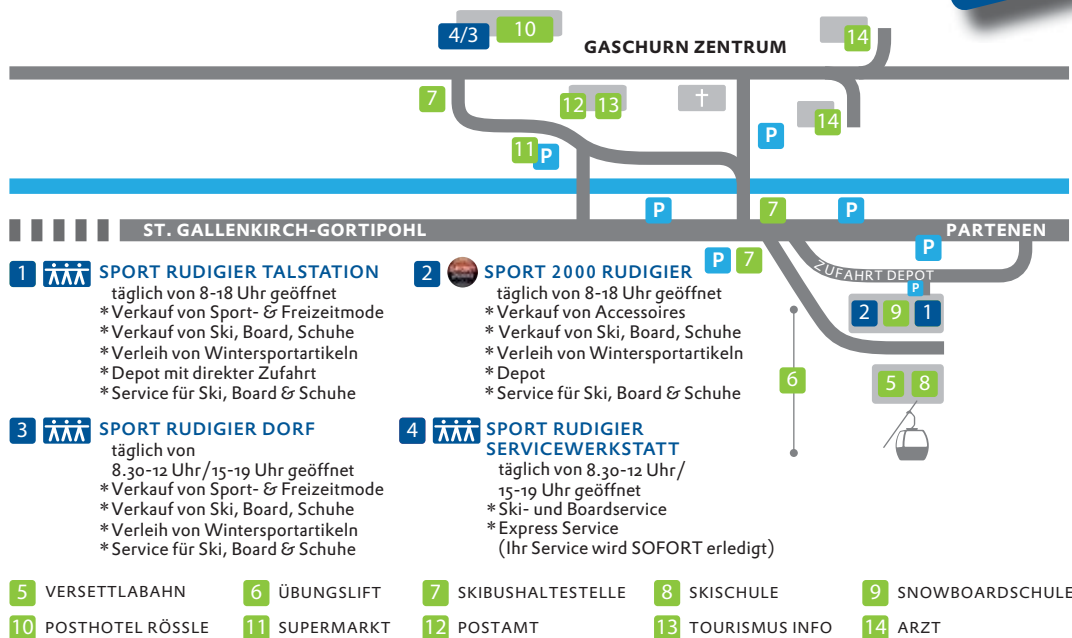 4/3
10
GASCHURN ZENTRUM
14
7
12
13
14
P
11
P
P
7
P
ST. GALLENKIRCH-GORTIPOHL
PARTENEN
P
P
7
ZUFAHRT DEPOT
P
2
9
1
6
5
8
1 SPORT RUDIGIER TALSTATION
täglich von 8-18 Uhr geöffnet
* Verkauf von Sport- & Freizeitmode
* Verkauf von Ski, Board, Schuhe
* Verleih von Wintersportartikeln
* Depot mit direkter Zufahrt
* Service für Ski, Board & Schuhe
2 SPORT 2000 RUDIGIER
täglich von 8-18 Uhr geöffnet
* Verkauf von Accessoires
* Verkauf von Ski, Board, Schuhe
* Verleih von Wintersportartikeln
* Depot
* Service für Ski, Board & Schuhe
3 SPORT RUDIGIER DORF
täglich von
8.30-12 Uhr/15-19 Uhr geöffnet
* Verkauf von Sport- & Freizeitmode
* Verkauf von Ski, Board, Schuhe
* Verleih von Wintersportartikeln
* Service für Ski, Board & Schuhe
4 SPORT RUDIGIER
SERVICEWERKSTATT
täglich von 8.30-12 Uhr/
15-19 Uhr geöffnet
* Ski- und Boardservice
* Express Service
(Ihr Service wird SOFORT erledigt)
5 VERSETTLABAHN
6 ÜBUNGSLIFT
7 SKIBUSHALTESTELLE
8 SKISCHULE
9 SNOWBOARDSCHULE
10 POSTHOTEL RÖSSLE
11 SUPERMARKT
12 POSTAMT
13 TOURISMUS INFO
14 ARZT